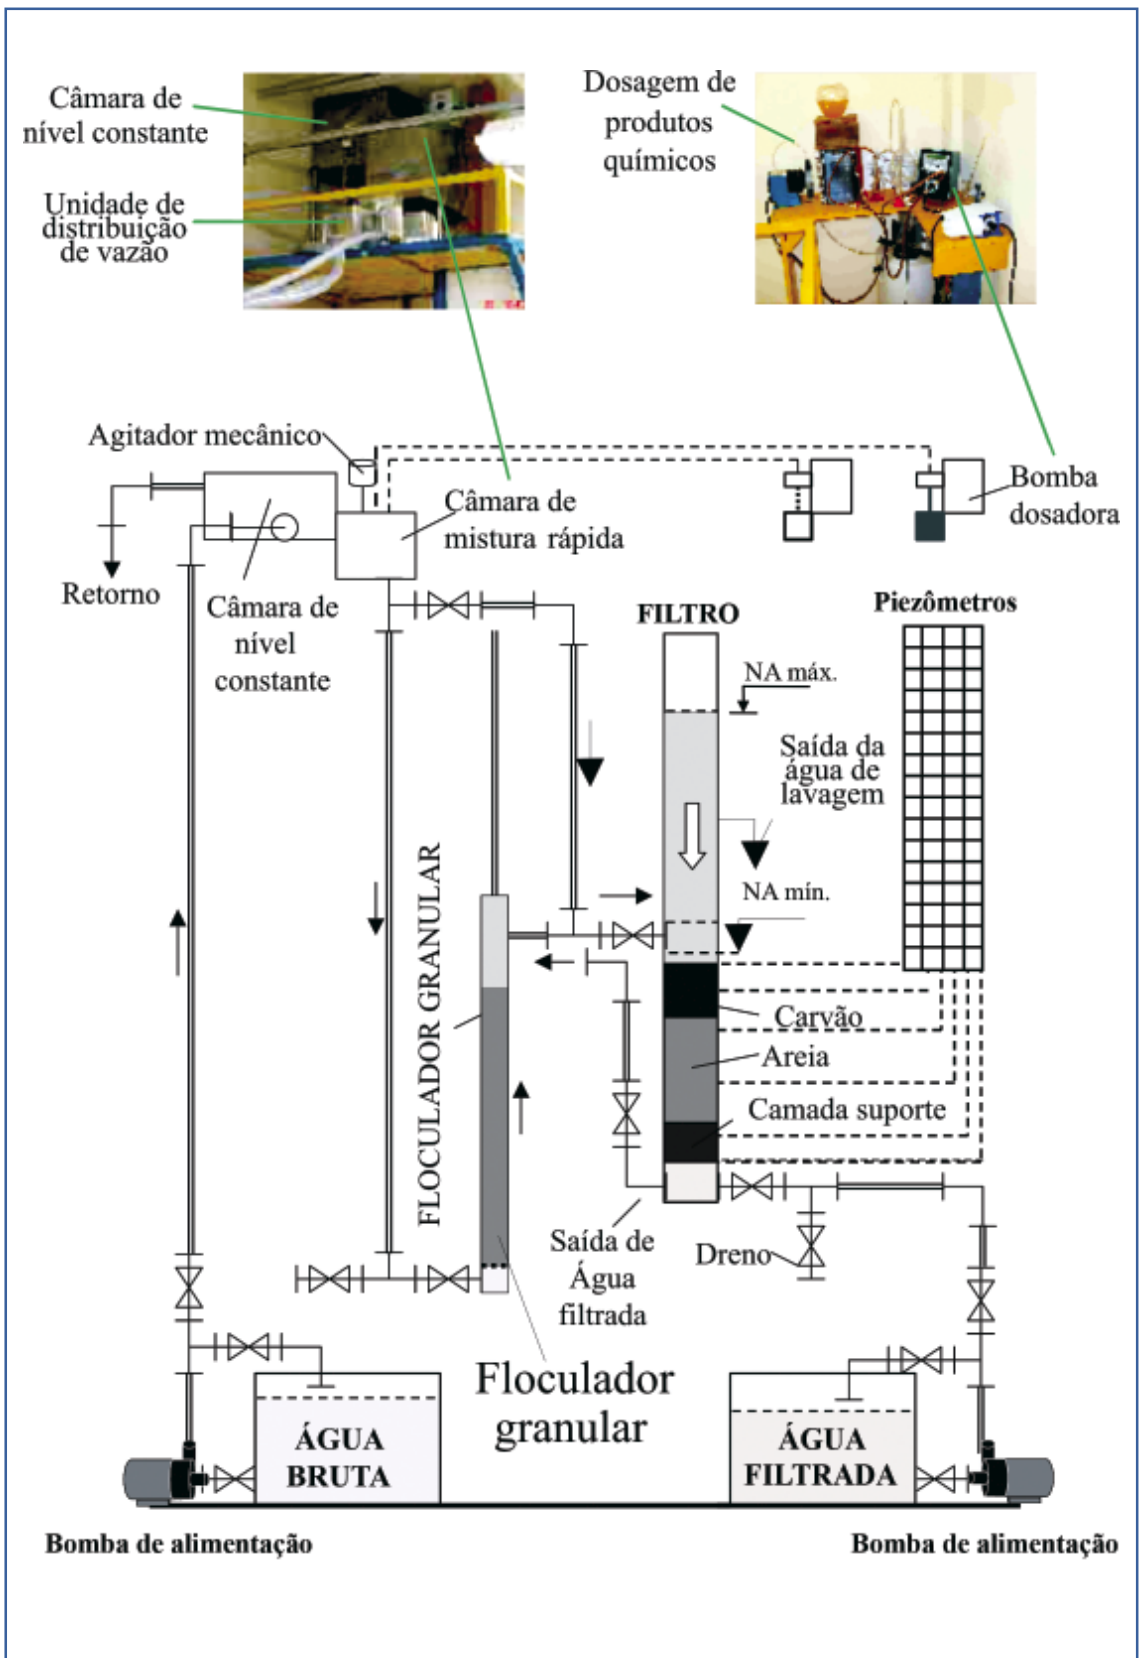 Câmara de
nível constante
Unidade de
distribuição
de vazão
Dosagem de
produtos
químicos
Agitador mecânico
Câmara de
mistura rápida
Bomba
dosadora
Retorno
Câmara de
nível
constante
FILTRO
Piezômetros
NA máx.
Saída da
água de
lavagem
NA mín.
FLOCULADOR GRANULAR
Carvão
Areia
Camada suporte
Saída de
Água
filtrada
Dreno
Floculador
granular
ÁGUA
BRUTA
ÁGUA
FILTRADA
Bomba de alimentação
Bomba de alimentação